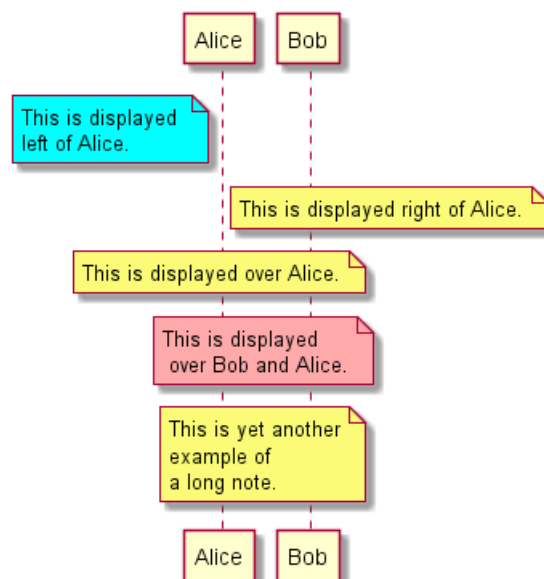 Alice
Bob
This is displayed
left of Alice.
This is displayed right of Alice.
This is displayed over Alice.
This is displayed
over Bob and Alice.
This is yet another
example of
a long note.
Alice
Bob